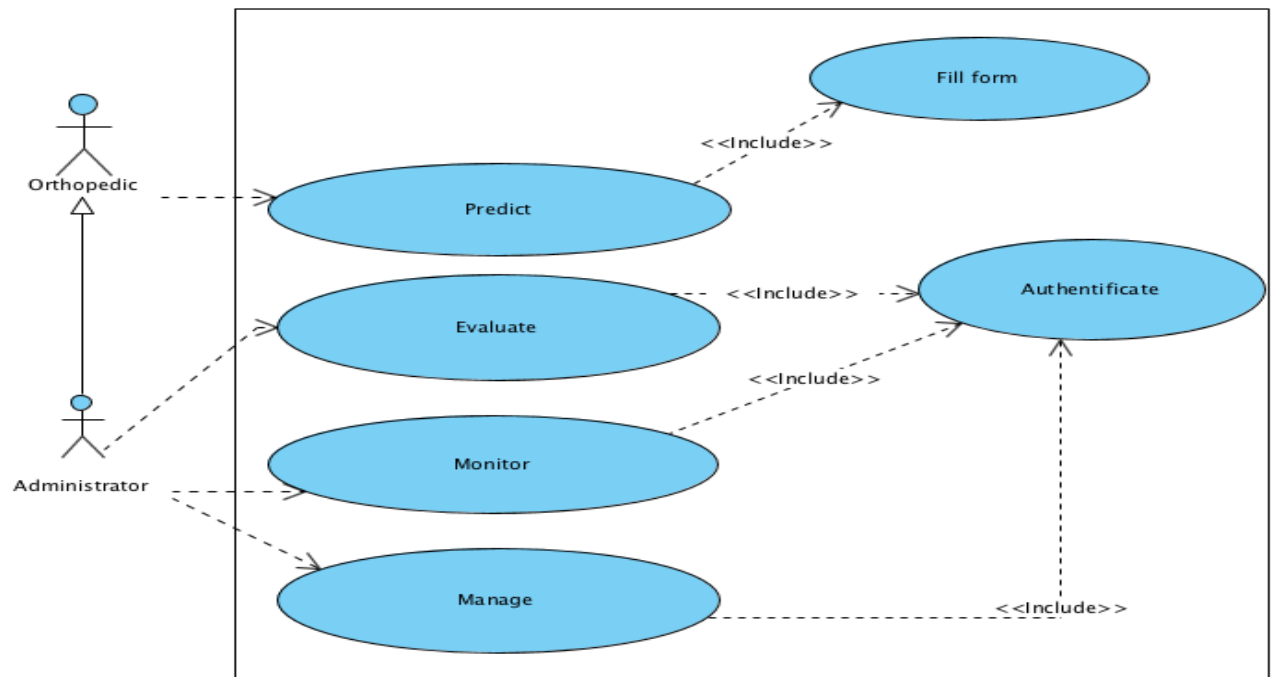 Fill form
<<Include>>
Orthopedic
Predict
Authentificate
<<Include>>
Evaluate
<<Include>>
Monitor
Administrator
Manage
<<Include>>